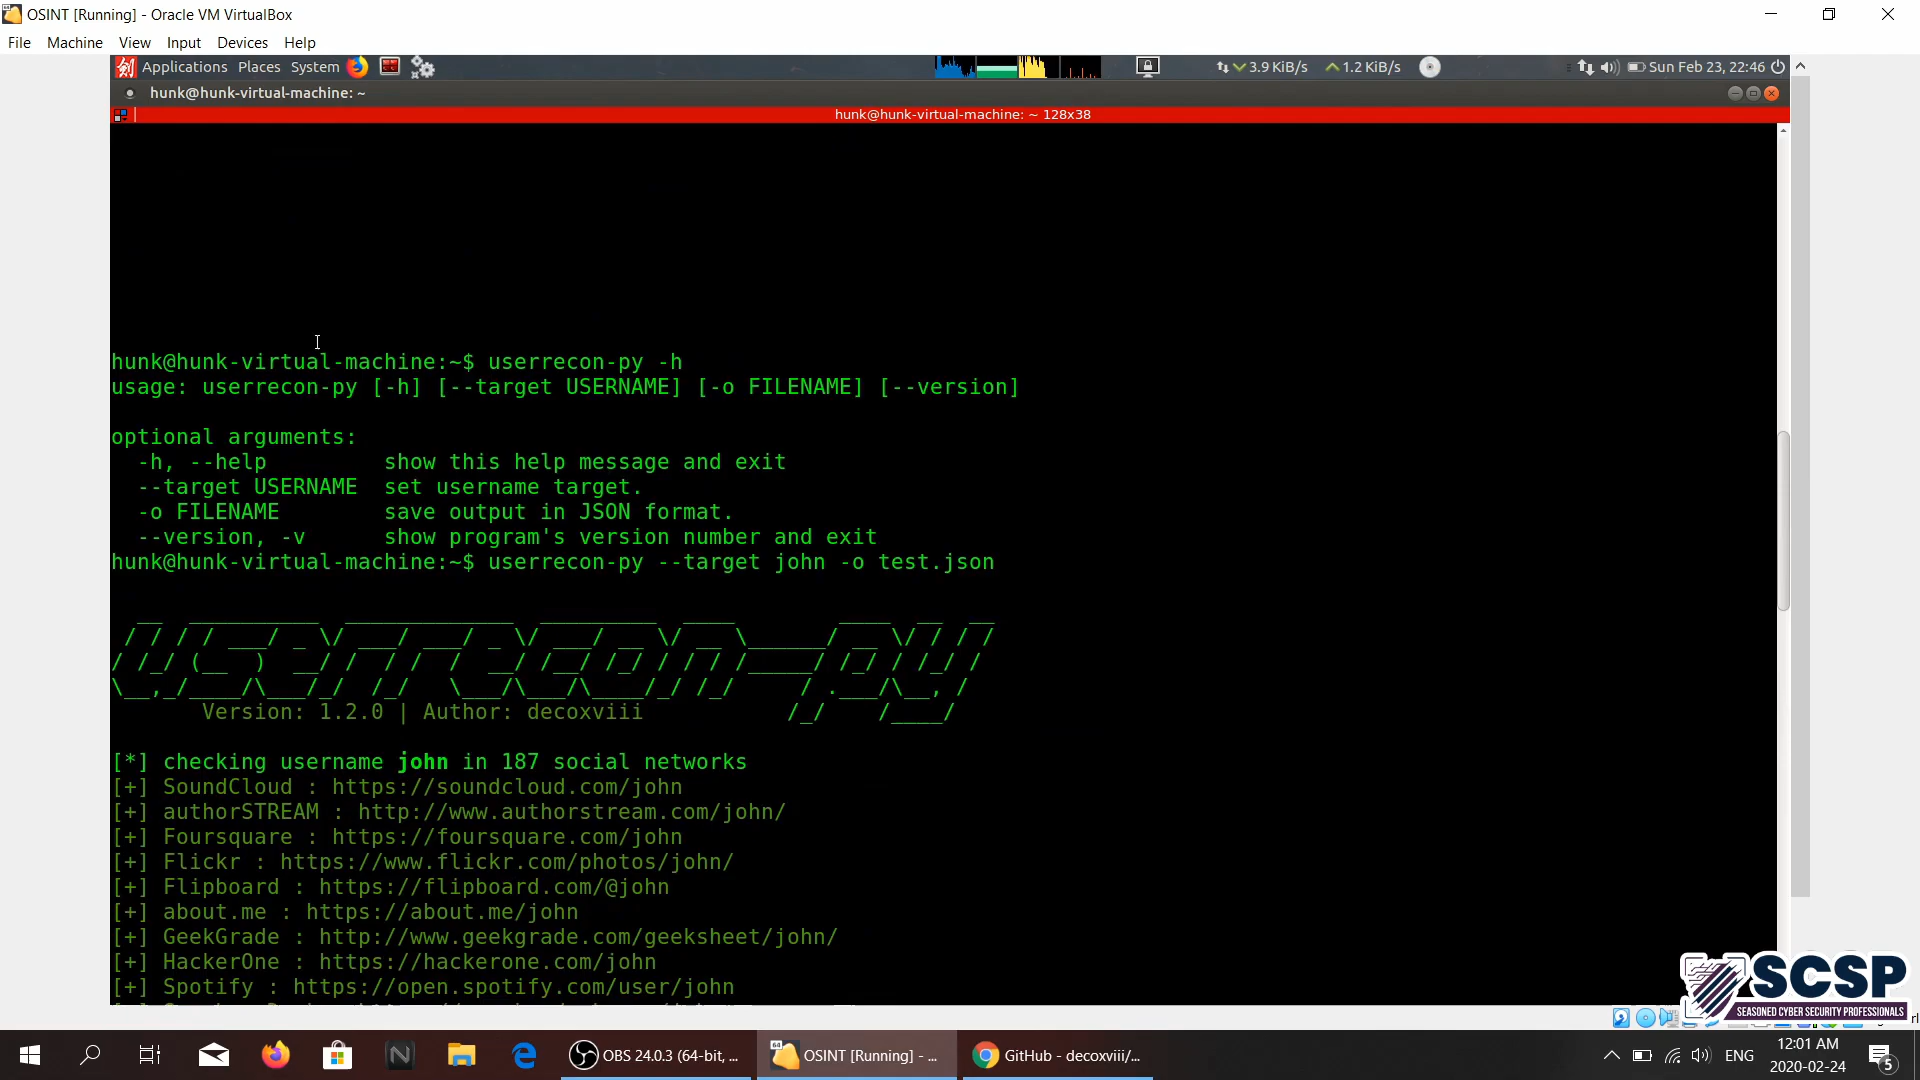 OSINT [Running] - Oracle VM VirtualBox
File Machine View Input Devices Help
Applications Places System 3.9 KiB/s 1.2 KiB/s Sun Feb 23, 22:46
hunk@hunk-virtual-machine: ~
hunk@hunk-virtual-machine: ~ 128x38
hunk@hunk-virtual-machine:~$ userrecon-py -h
usage: userrecon-py [-h] [--target USERNAME] [-o FILENAME] [--version]
optional arguments:
-h, --help show this help message and exit
--target USERNAME set username target.
-o FILENAME save output in JSON format.
--version, -v show program's version number and exit
hunk@hunk-virtual-machine:~$ userrecon-py --target john -o test.json
userrecon-py
Version: 1.2.0 | Author: decoxviii
[*] checking username john in 187 social networks
[+] SoundCloud : https://soundcloud.com/john
[+] authorSTREAM : http://www.authorstream.com/john/
[+] Foursquare : https://foursquare.com/john
[+] Flickr : https://www.flickr.com/photos/john/
[+] Flipboard : https://flipboard.com/@john
[+] about.me : https://about.me/john
[+] GeekGrade : http://www.geekgrade.com/geeksheet/john/
[+] HackerOne : https://hackerone.com/john
[+] Spotify : https://open.spotify.com/user/john
SCSP
SEASONED CYBER SECURITY PROFESSIONALS
OBS 24.0.3 (64-bit, ... OSINT [Running] - ... GitHub - decoxviii/... ENG 12:01 AM
2020-02-24 5